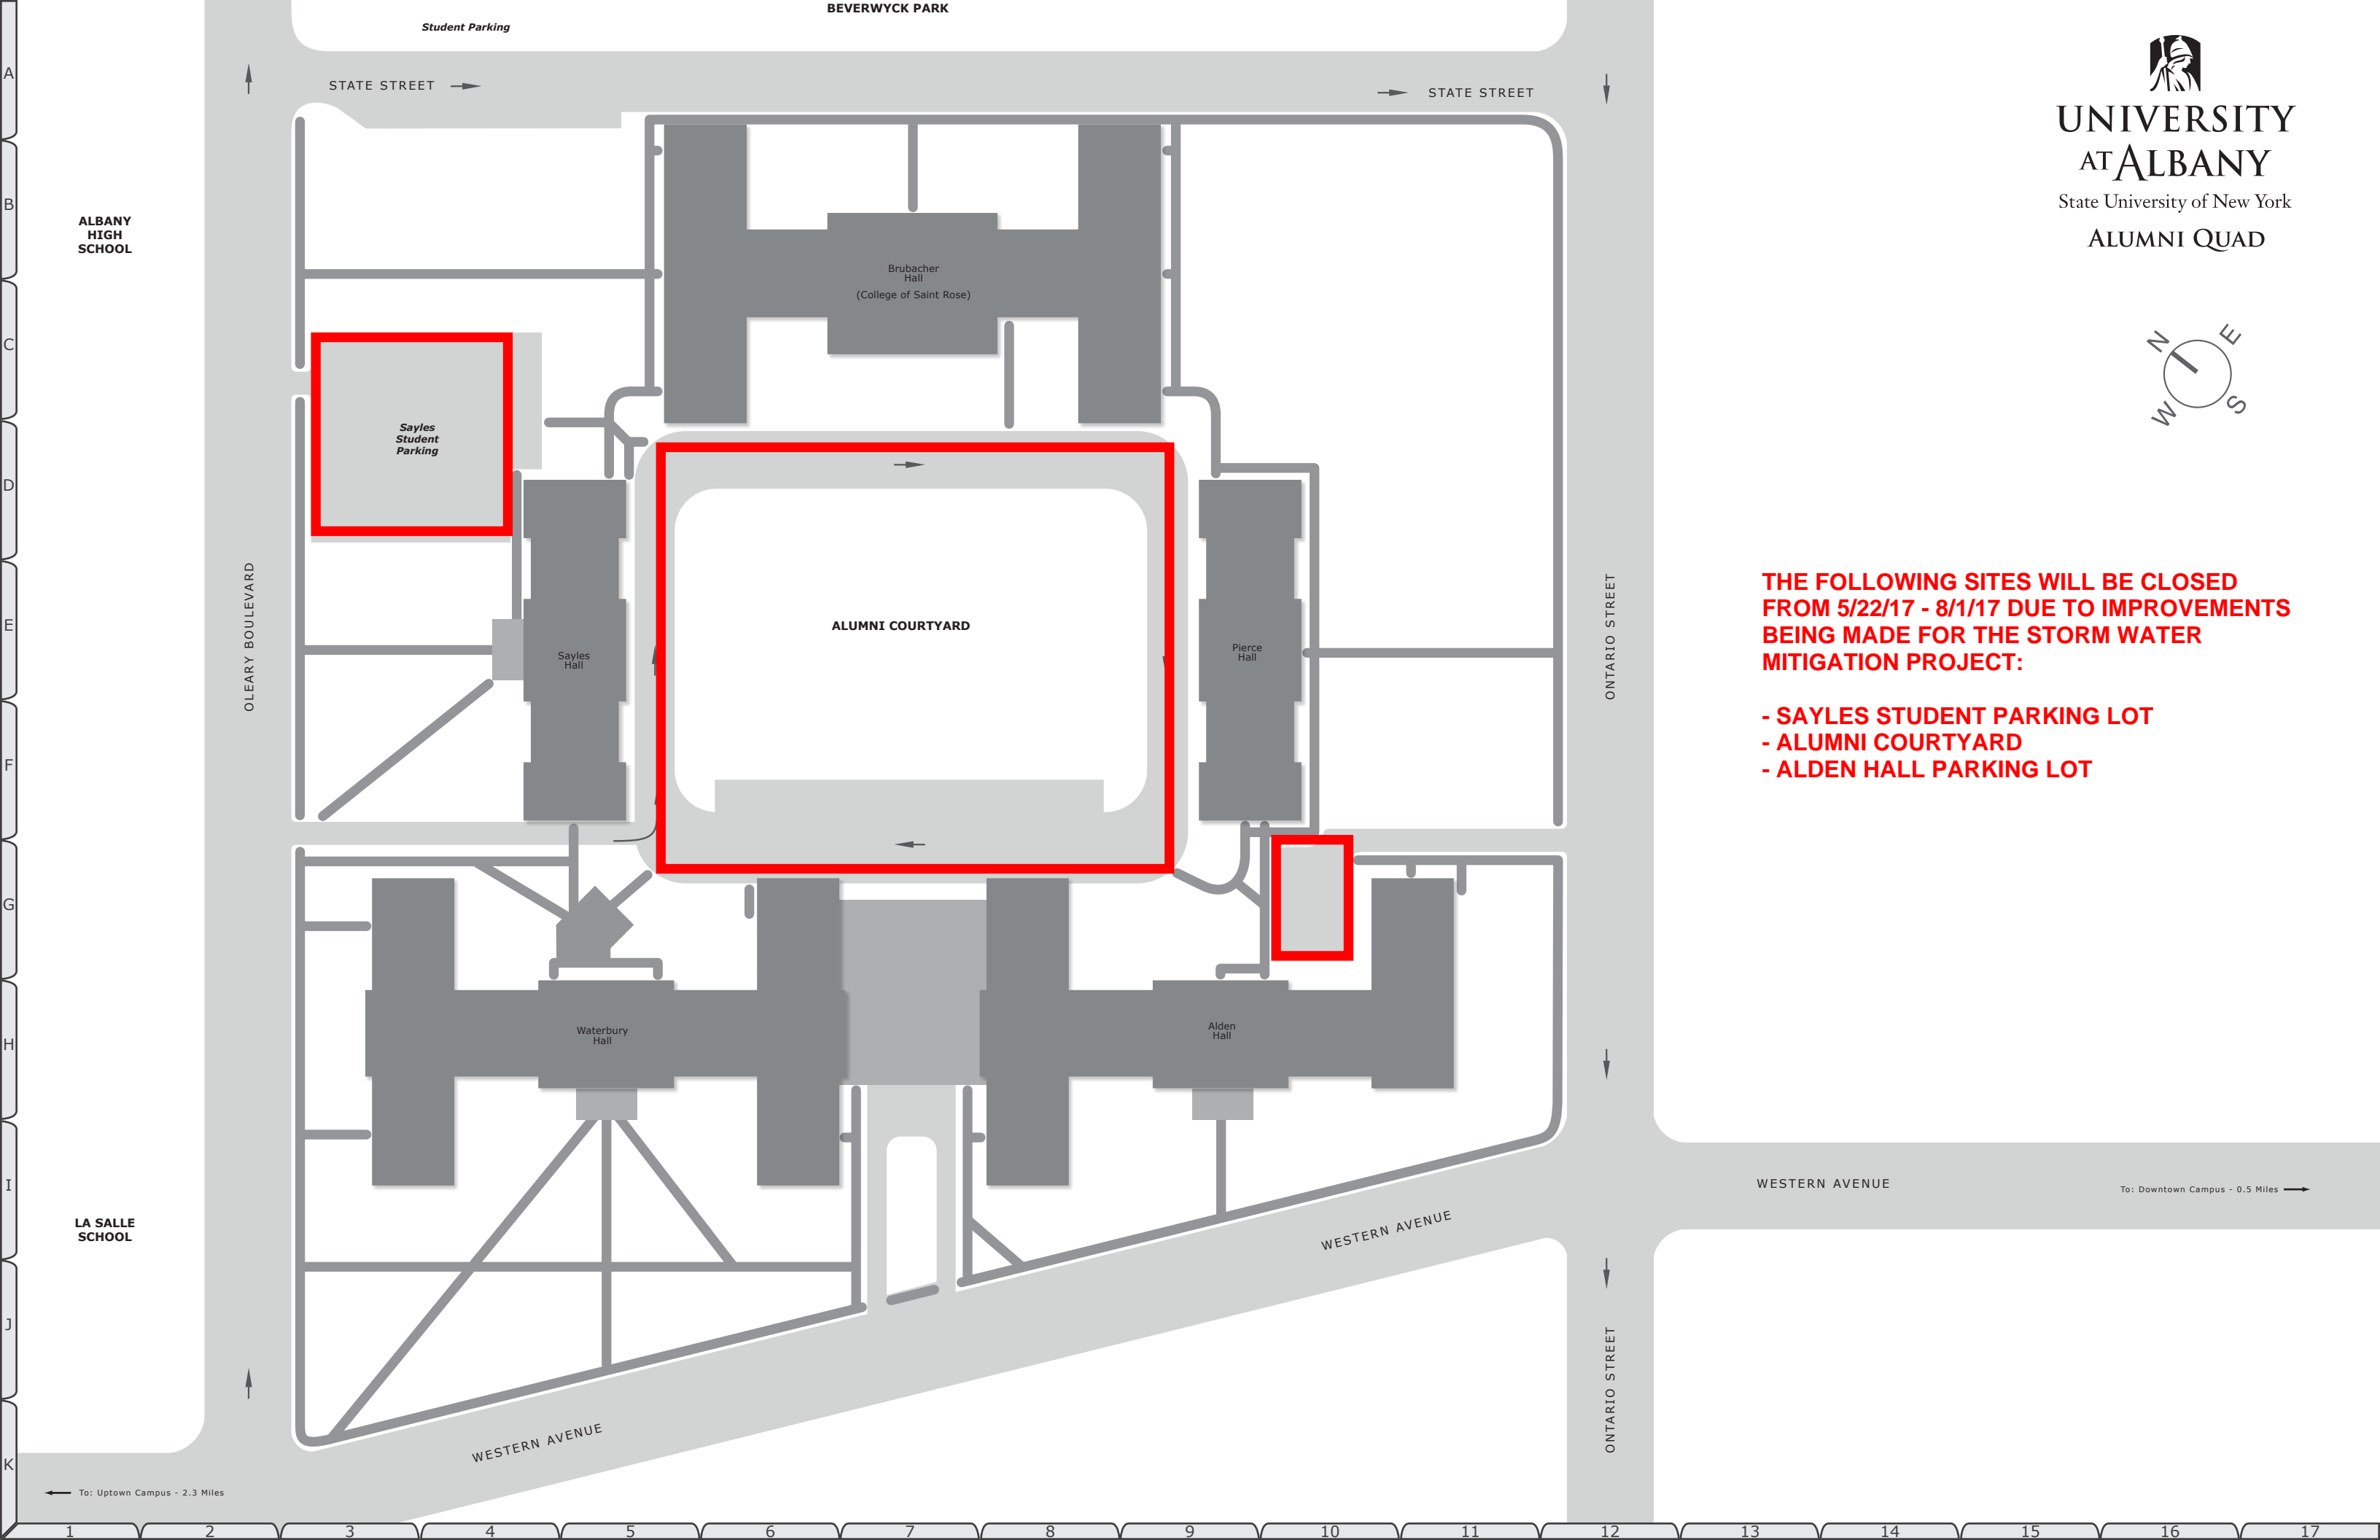 BEVERWYCK PARK
Student Parking
STATE STREET
STATE STREET
UNIVERSITY
AT ALBANY
State University of New York
ALUMNI QUAD
N
E
W
S
ALBANY
HIGH
SCHOOL
Brubacher
Hall
(College of Saint Rose)
Sayles
Student
Parking
OLEARY BOULEVARD
Sayles
Hall
ALUMNI COURTYARD
Pierce
Hall
ONTARIO STREET
THE FOLLOWING SITES WILL BE CLOSED
FROM 5/22/17 - 8/1/17 DUE TO IMPROVEMENTS
BEING MADE FOR THE STORM WATER
MITIGATION PROJECT:
- SAYLES STUDENT PARKING LOT
- ALUMNI COURTYARD
- ALDEN HALL PARKING LOT
Waterbury
Hall
Alden
Hall
LA SALLE
SCHOOL
WESTERN AVENUE
To: Downtown Campus - 0.5 Miles
WESTERN AVENUE
ONTARIO STREET
WESTERN AVENUE
To: Uptown Campus - 2.3 Miles
A
B
C
D
E
F
G
H
I
J
K
1 2 3 4 5 6 7 8 9 10 11 12 13 14 15 16 17